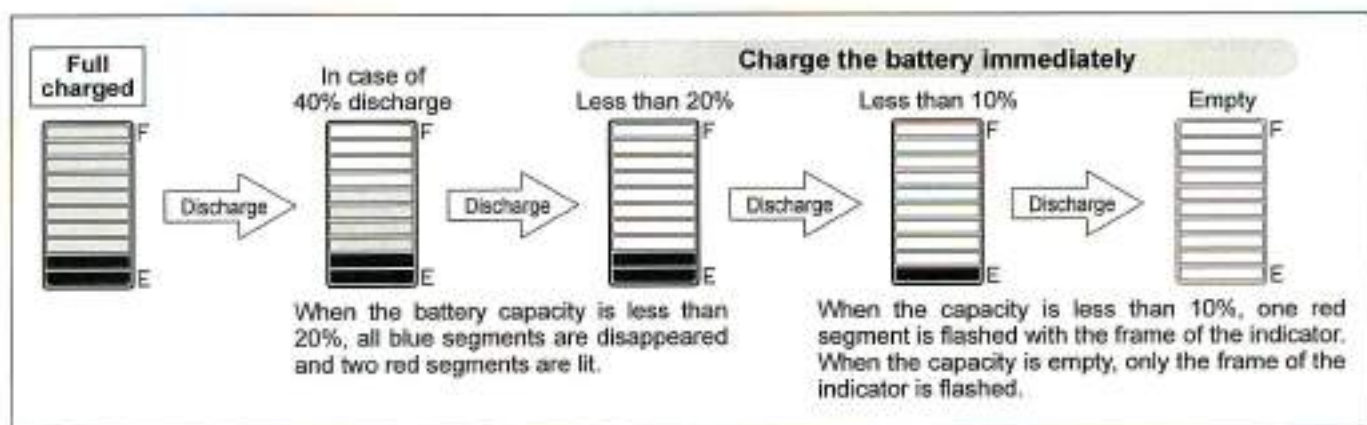 Full
charged
In case of
40% discharge
Charge the battery immediately
Less than 20%
Less than 10%
Empty
F
F
F
F
F
Discharge
Discharge
Discharge
Discharge
E
E
E
E
E
When the battery capacity is less than
20%, all blue segments are disappeared
and two red segments are lit.
When the capacity is less than 10%, one red
segment is flashed with the frame of the indicator.
When the capacity is empty, only the frame of the
indicator is flashed.